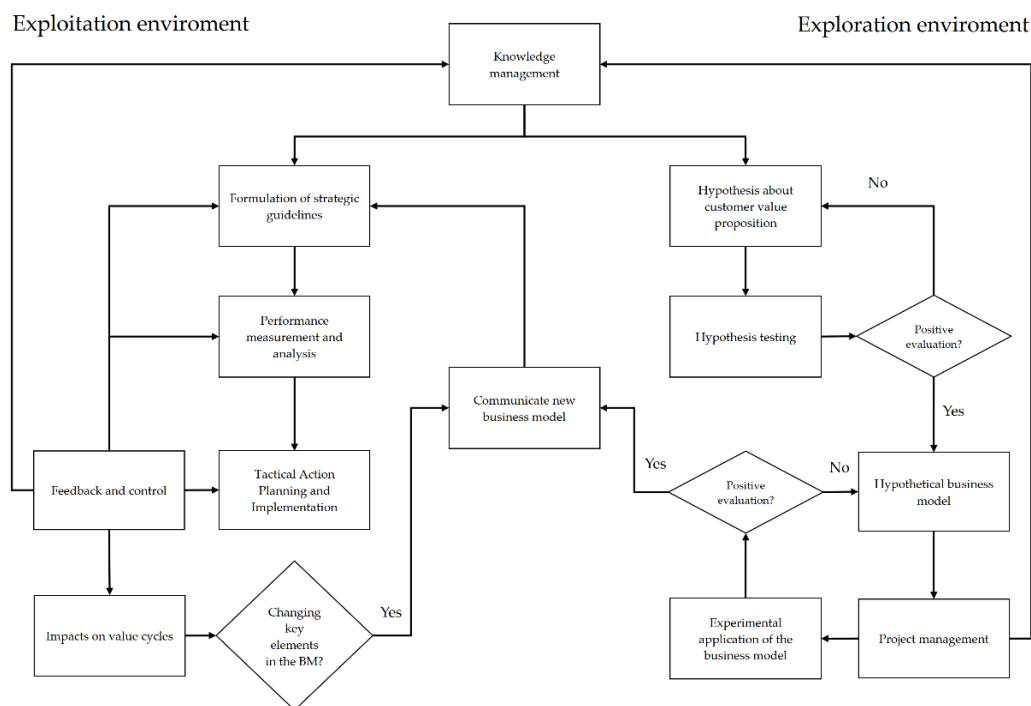 Exploitation enviroment
Exploration enviroment
Knowledge
management
Formulation of strategic
guidelines
Hypothesis about
customer value
proposition
No
Performance
measurement and
analysis
Hypothesis testing
Positive
evaluation?
Communicate new
business model
Yes
Feedback and control
Tactical Action
Planning and
Implementation
Yes
Positive
evaluation?
No
Hypothetical business
model
Impacts on value cycles
Changing
key
elements
in the BM?
Yes
Experimental
application of the
business model
Project management